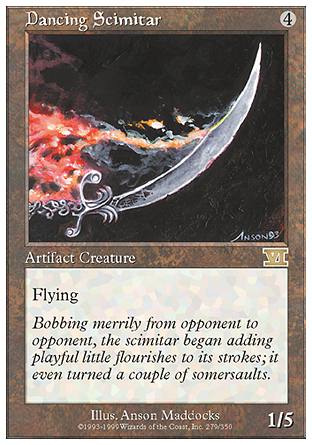 Dancing Scimitar 4
ANSON93
Artifact Creature VI
Flying
Bobbing merrily from opponent to
opponent, the scimitar began adding
playful little flourishes to its strokes; it
even turned a couple of somersaults.
Illus. Anson Maddocks
©1993-1999 Wizards of the Coast, Inc. 279/350
1/5